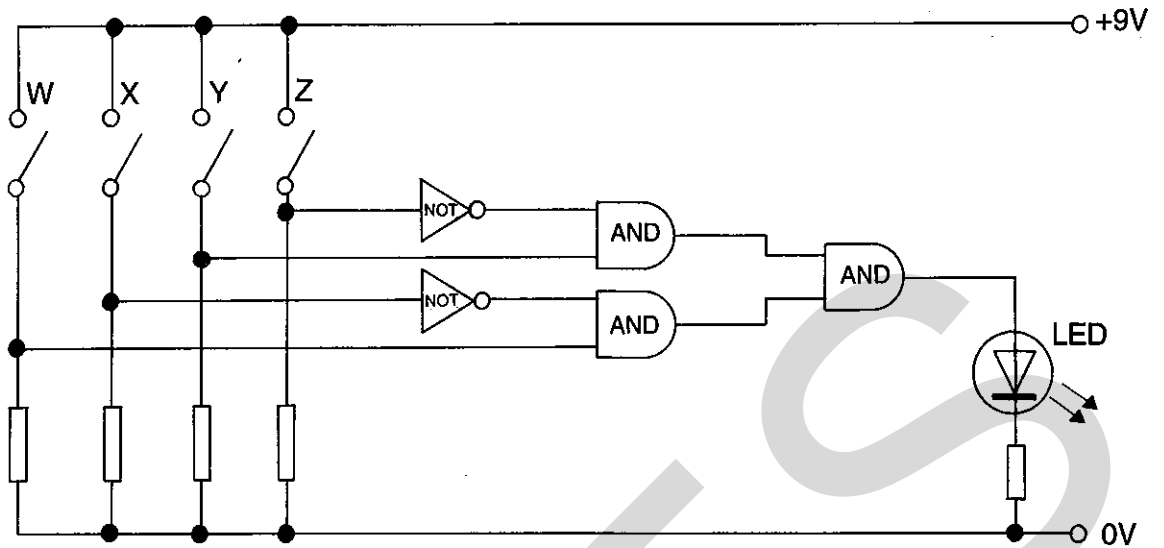 +9V
W X Y Z
NOT
AND
AND
NOT
AND
LED
0V